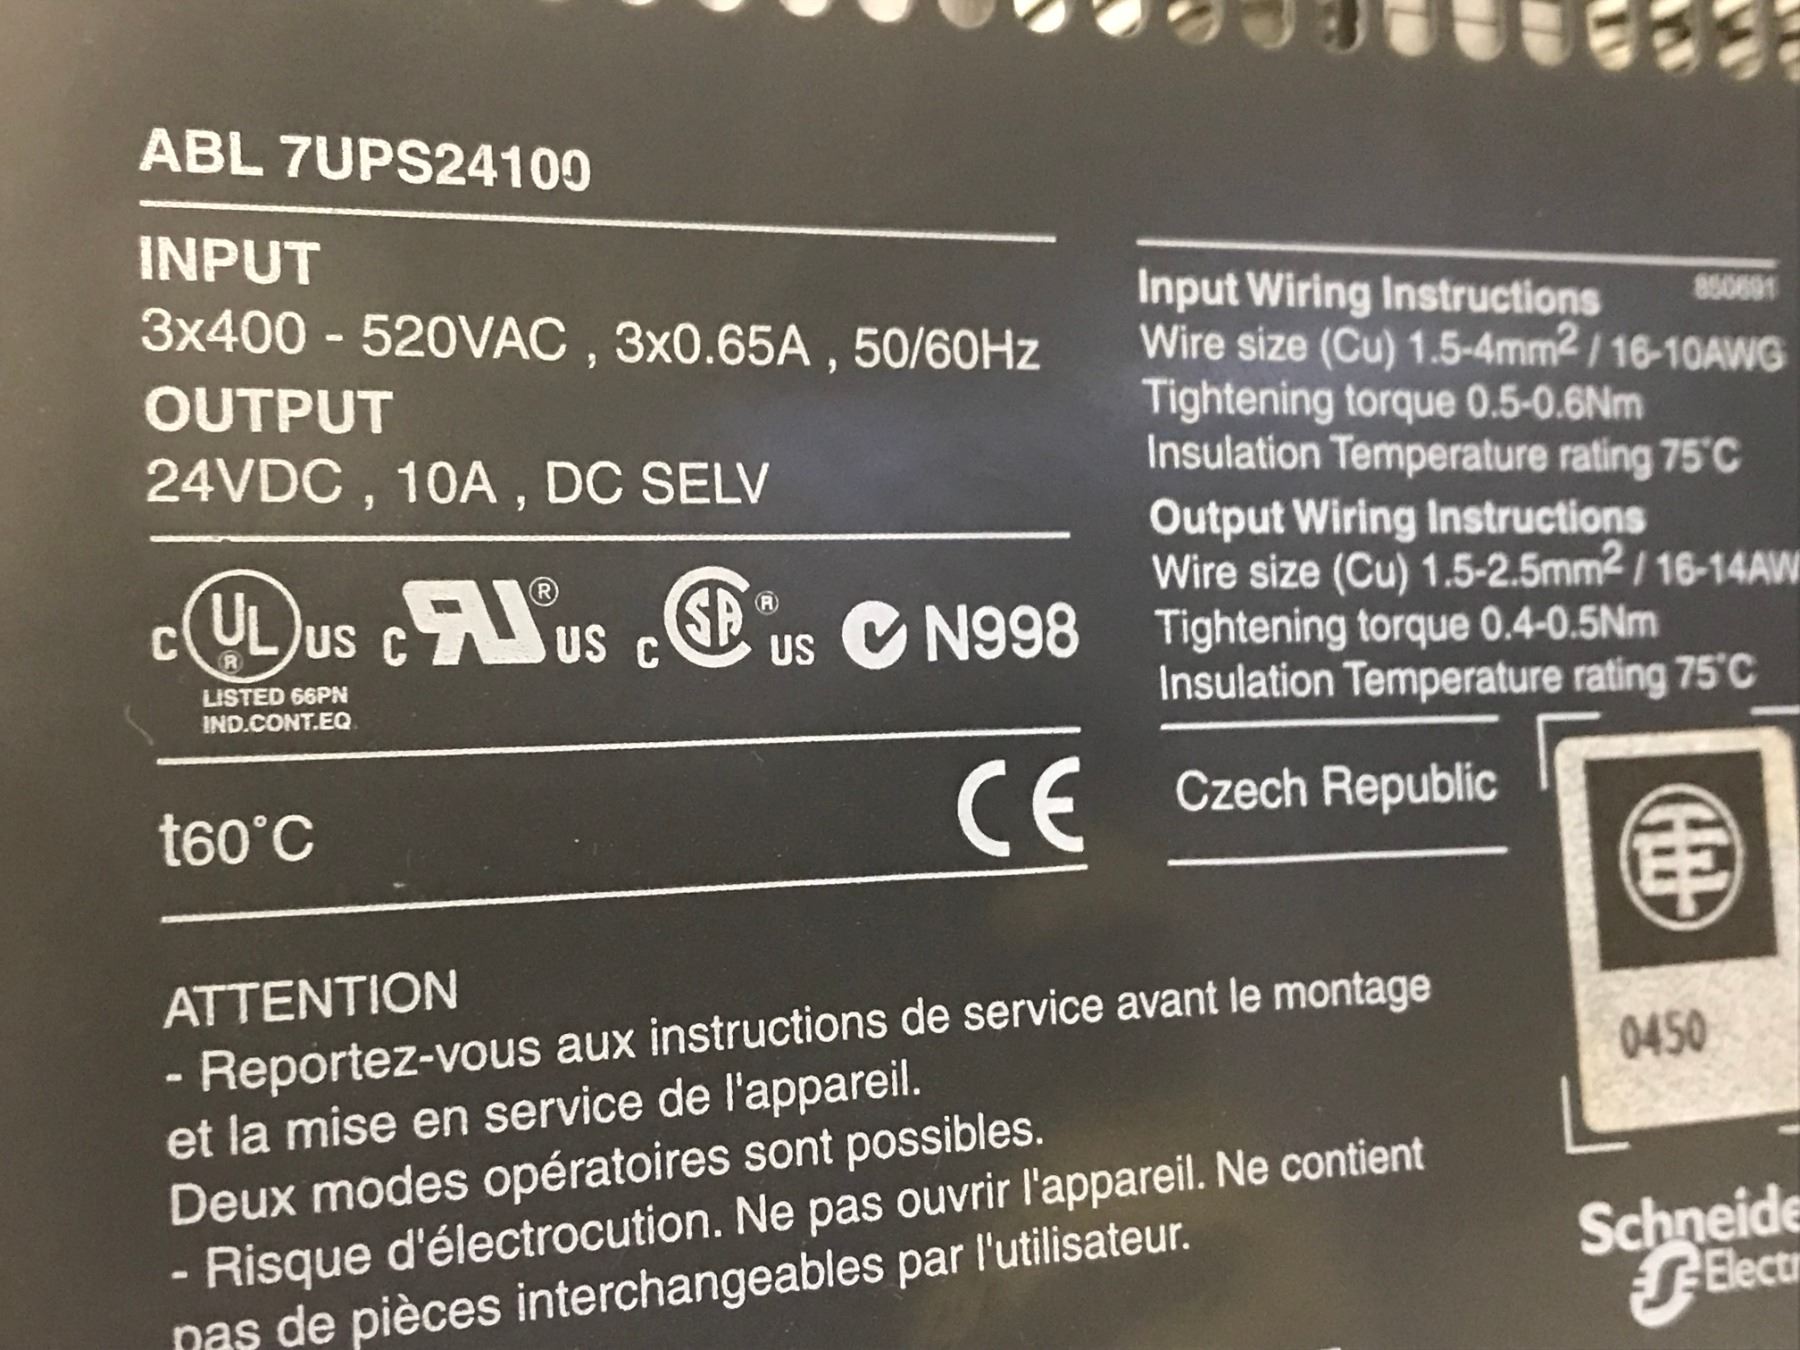 ABL 7UPS24100
INPUT
3x400 - 520VAC , 3x0.65A , 50/60Hz
OUTPUT
24VDC , 10A , DC SELV
C UL ® US C RU ® US C SA ® US N998
LISTED 66PN
IND.CONT.EQ
t60°C
CE
ATTENTION
- Reportez-vous aux instructions de service avant le montage
et la mise en service de l'appareil.
Deux modes opératoires sont possibles.
- Risque d'électrocution. Ne pas ouvrir l'appareil. Ne contient
pas de pièces interchangeables par l'utilisateur.
Input Wiring Instructions
850691
Wire size (Cu) 1.5-4mm² / 16-10AWG
Tightening torque 0.5-0.6Nm
Insulation Temperature rating 75°C
Output Wiring Instructions
Wire size (Cu) 1.5-2.5mm² / 16-14AW
Tightening torque 0.4-0.5Nm
Insulation Temperature rating 75°C
Czech Republic
0450
Schneide
Electr